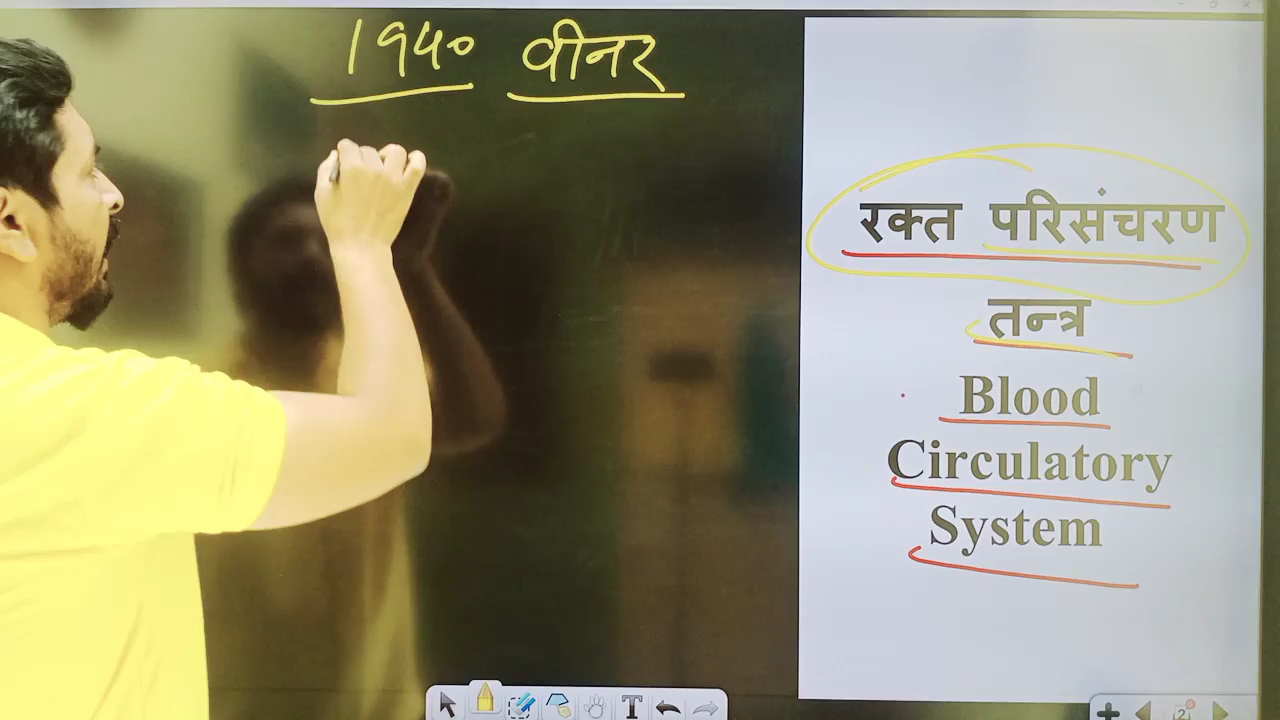 1940 वीनर
रक्त परिसंचरण
तन्त्र
Blood
Circulatory
System
T